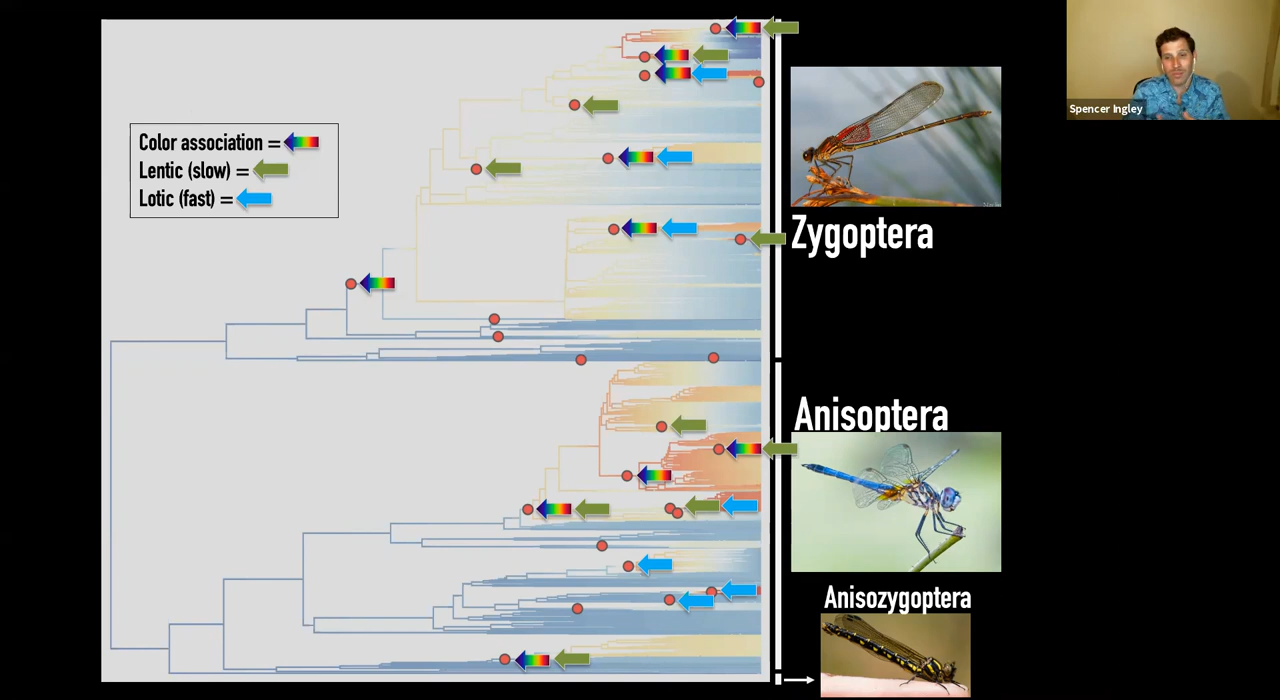 Color association =
Lentic (slow) =
Lotic (fast) =
Zygoptera
Anisoptera
Anisozygoptera
Spencer Ingley